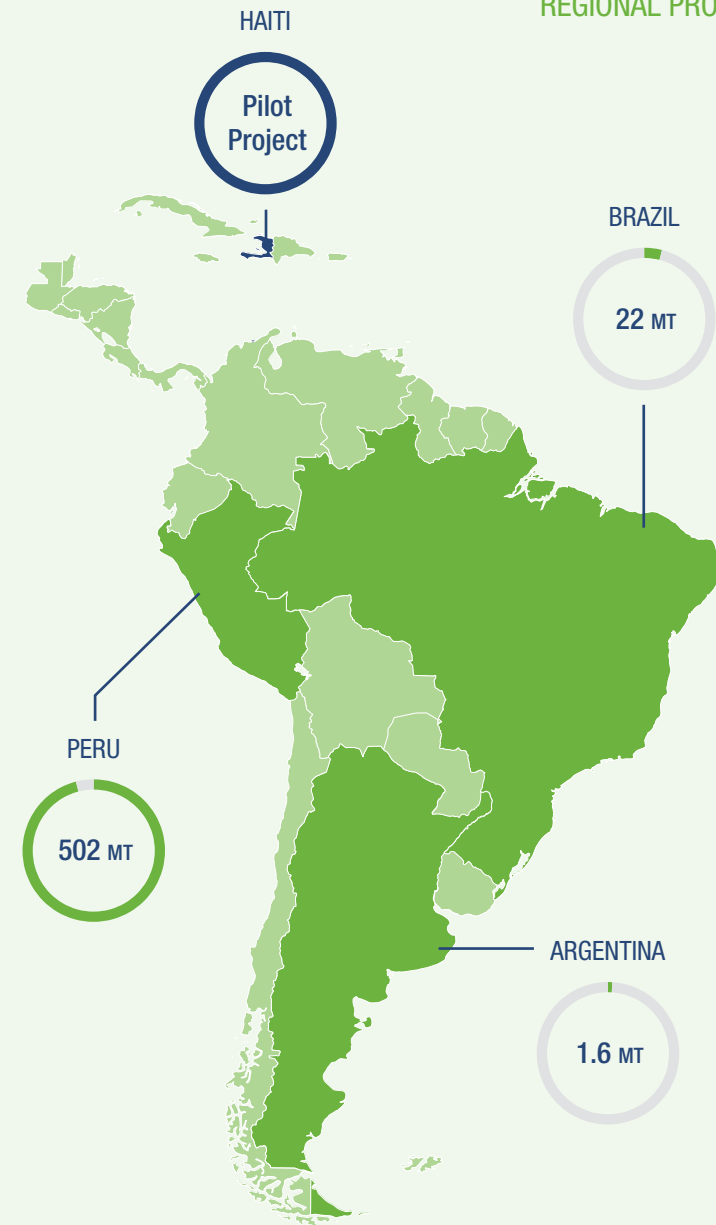 REGIONAL PRO
HAITI
Pilot
Project
BRAZIL
22 MT
PERU
502 MT
ARGENTINA
1.6 MT